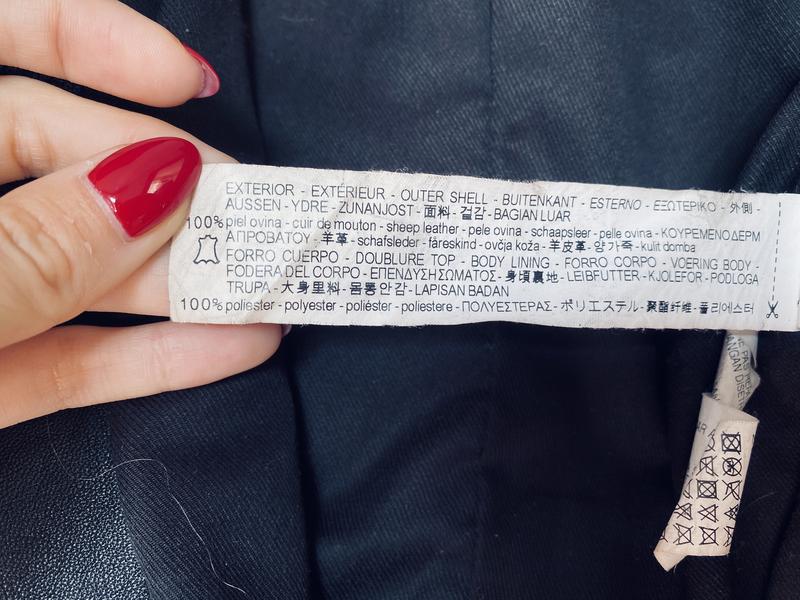 EXTERIOR - EXTÉRIEUR - OUTER SHELL - BUITENKANT - ESTERNO - ΕΞΩΤΕΡΙΚΟ - 外側 -
AUSSEN - YDRE - ZUNANJOST - 面料 - 겉감 - BAGIAN LUAR
100% piel ovina - cuir de mouton - sheep leather - pele ovina - schaapsleer - pelle ovina - ΚΟΥΡΕΜΕΝΟ ΔΕΡΜ
ΑΠΡΟΒΑΤΟΥ - 羊革 - schafsleder - fåreskind - ovčja koža - 羊皮革 - 양가죽 - kulit domba
FORRO CUERPO - DOUBLURE TOP - BODY LINING - FORRO CORPO - VOERING BODY -
FODERA DEL CORPO - ΕΠΕΝΔΥΣΗ ΣΩΜΑΤΟΣ - 身頃裏地 - LEIBFUTTER - KJOLEFOR - PODLOGA
TRUPA - 大身里料 - 몸통안감 - LAPISAN BADAN
100% poliester - polyester - poliéster - poliestere - ΠΟΛΥΕΣΤΕΡΑΣ - ポリエステル - 聚酯纤维 - 폴리에스터